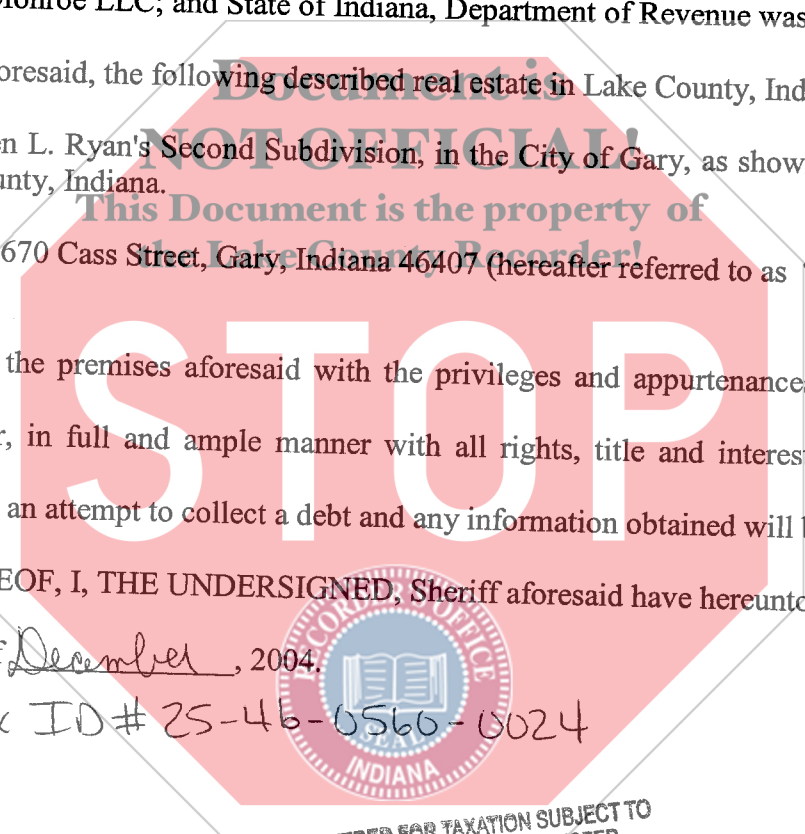 Monroe LLC; and State of Indiana, Department of Revenue was
oresaid, the following described real estate in Lake County, Ind
Document is
n L. Ryan's Second Subdivision, in the City of Gary, as show
NOT OFFICIAL!
unty, Indiana.
This Document is the property of
the Lake County Recorder!
670 Cass Street, Gary, Indiana 46407 (hereafter referred to as
STOP
the premises aforesaid with the privileges and appurtenance
r, in full and ample manner with all rights, title and interes
an attempt to collect a debt and any information obtained will
EOF, I, THE UNDERSIGNED, Sheriff aforesaid have hereunto
December, 2004.
RECORDER'S OFFICE
SEAL
INDIANA
ID# 25-46-0560-0024
FOR TAXATION SUBJECT TO